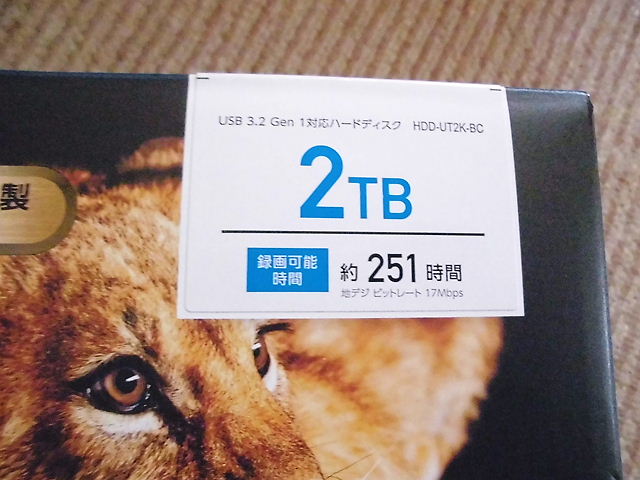 USB 3.2 Gen 1対応ハードディスク HDD-UT2K-BC
2TB
製
録画可能
時間
約 251 時間
地デジ ビットレート 17Mbps